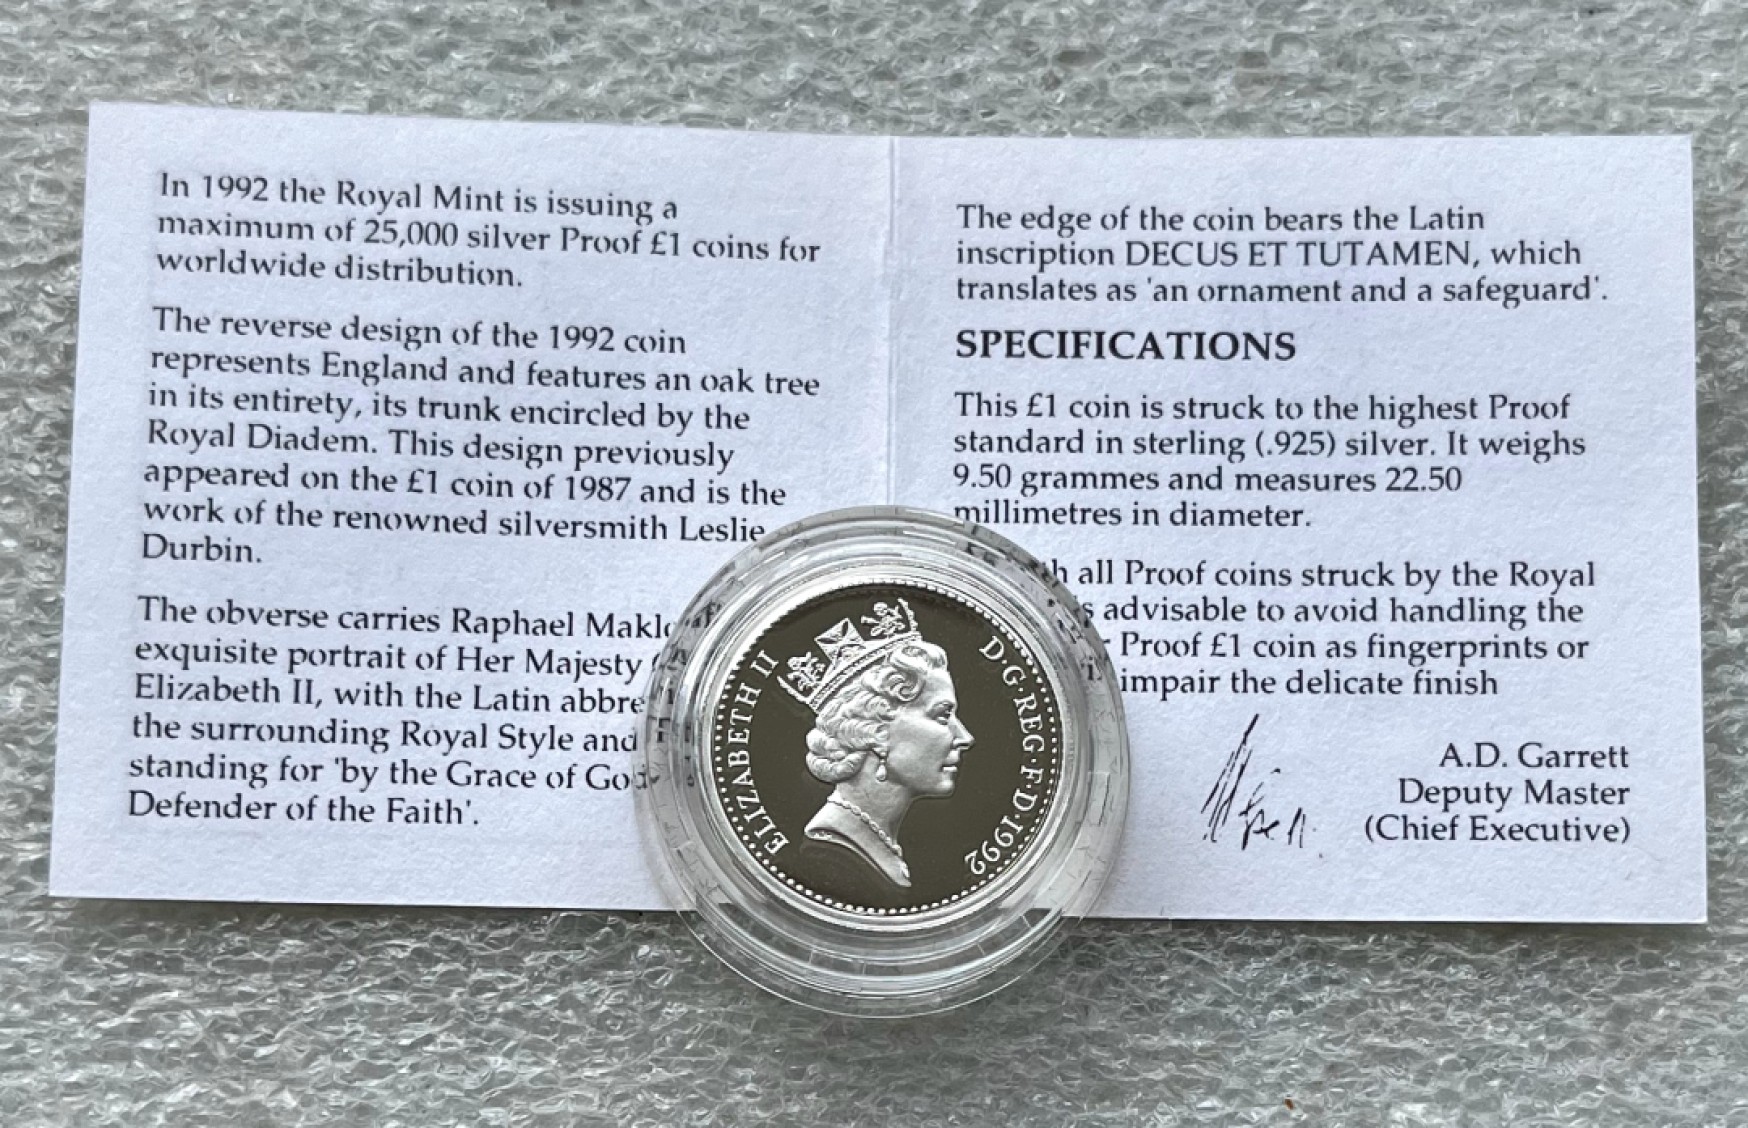 In 1992 the Royal Mint is issuing a
maximum of 25,000 silver Proof £1 coins for
worldwide distribution.
The reverse design of the 1992 coin
represents England and features an oak tree
in its entirety, its trunk encircled by the
Royal Diadem. This design previously
appeared on the £1 coin of 1987 and is the
work of the renowned silversmith Leslie
Durbin.
The obverse carries Raphael
exquisite portrait of Her Majesty
Elizabeth II, with the Latin
the surrounding Royal Style and
standing for 'by the Grace of
Defender of the Faith'.
The edge of the coin bears the Latin
inscription DECUS ET TUTAMEN, which
translates as 'an ornament and a safeguard'.
SPECIFICATIONS
This £1 coin is struck to the highest Proof
standard in sterling (.925) silver. It weighs
9.50 grammes and measures 22.50
millimetres in diameter.
all Proof coins struck by the Royal
advisable to avoid handling the
Proof £1 coin as fingerprints or
impair the delicate finish
A.D. Garrett
Deputy Master
(Chief Executive)
ELIZABETH II
D·G·REG·F·D·1992